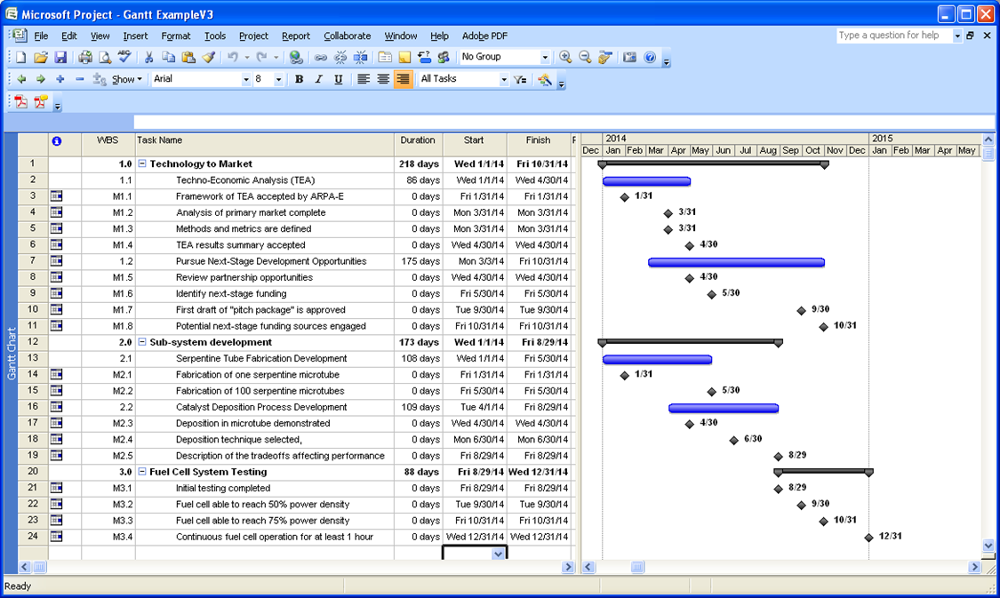 Microsoft Project - Gantt ExampleV3
File Edit View Insert Format Tools Project Report Collaborate Window Help Adobe PDF Type a question for help
No Group
Show Arial 8 B I U All Tasks
WBS Task Name Duration Start Finish 2014 2015
Dec Jan Feb Mar Apr May Jun Jul Aug Sep Oct Nov Dec Jan Feb Mar Apr May
1 1.0 Technology to Market 218 days Wed 1/1/14 Fri 10/31/14
2 1.1 Techno-Economic Analysis (TEA) 86 days Wed 1/1/14 Wed 4/30/14
3 M1.1 Framework of TEA accepted by ARPA-E 0 days Fri 1/31/14 Fri 1/31/14 1/31
4 M1.2 Analysis of primary market complete 0 days Mon 3/31/14 Mon 3/31/14 3/31
5 M1.3 Methods and metrics are defined 0 days Mon 3/31/14 Mon 3/31/14 3/31
6 M1.4 TEA results summary accepted 0 days Wed 4/30/14 Wed 4/30/14 4/30
7 1.2 Pursue Next-Stage Development Opportunities 175 days Mon 3/3/14 Fri 10/31/14
8 M1.5 Review partnership opportunities 0 days Wed 4/30/14 Wed 4/30/14 4/30
9 M1.6 Identify next-stage funding 0 days Fri 5/30/14 Fri 5/30/14 5/30
10 M1.7 First draft of "pitch package" is approved 0 days Tue 9/30/14 Tue 9/30/14 9/30
11 M1.8 Potential next-stage funding sources engaged 0 days Fri 10/31/14 Fri 10/31/14 10/31
12 2.0 Sub-system development 173 days Wed 1/1/14 Fri 8/29/14
13 2.1 Serpentine Tube Fabrication Development 108 days Wed 1/1/14 Fri 5/30/14
14 M2.1 Fabrication of one serpentine microtube 0 days Fri 1/31/14 Fri 1/31/14 1/31
15 M2.2 Fabrication of 100 serpentine microtubes 0 days Fri 5/30/14 Fri 5/30/14 5/30
16 2.2 Catalyst Deposition Process Development 109 days Tue 4/1/14 Fri 8/29/14
17 M2.3 Deposition in microtube demonstrated 0 days Wed 4/30/14 Wed 4/30/14 4/30
18 M2.4 Deposition technique selected, 0 days Mon 6/30/14 Mon 6/30/14 6/30
19 M2.5 Description of the tradeoffs affecting performance 0 days Fri 8/29/14 Fri 8/29/14 8/29
20 3.0 Fuel Cell System Testing 88 days Fri 8/29/14 Wed 12/31/14
21 M3.1 Initial testing completed 0 days Fri 8/29/14 Fri 8/29/14 8/29
22 M3.2 Fuel cell able to reach 50% power density 0 days Tue 9/30/14 Tue 9/30/14 9/30
23 M3.3 Fuel cell able to reach 75% power density 0 days Fri 10/31/14 Fri 10/31/14 10/31
24 M3.4 Continuous fuel cell operation for at least 1 hour 0 days Wed 12/31/14 Wed 12/31/14 12/31
Gantt Chart
Ready